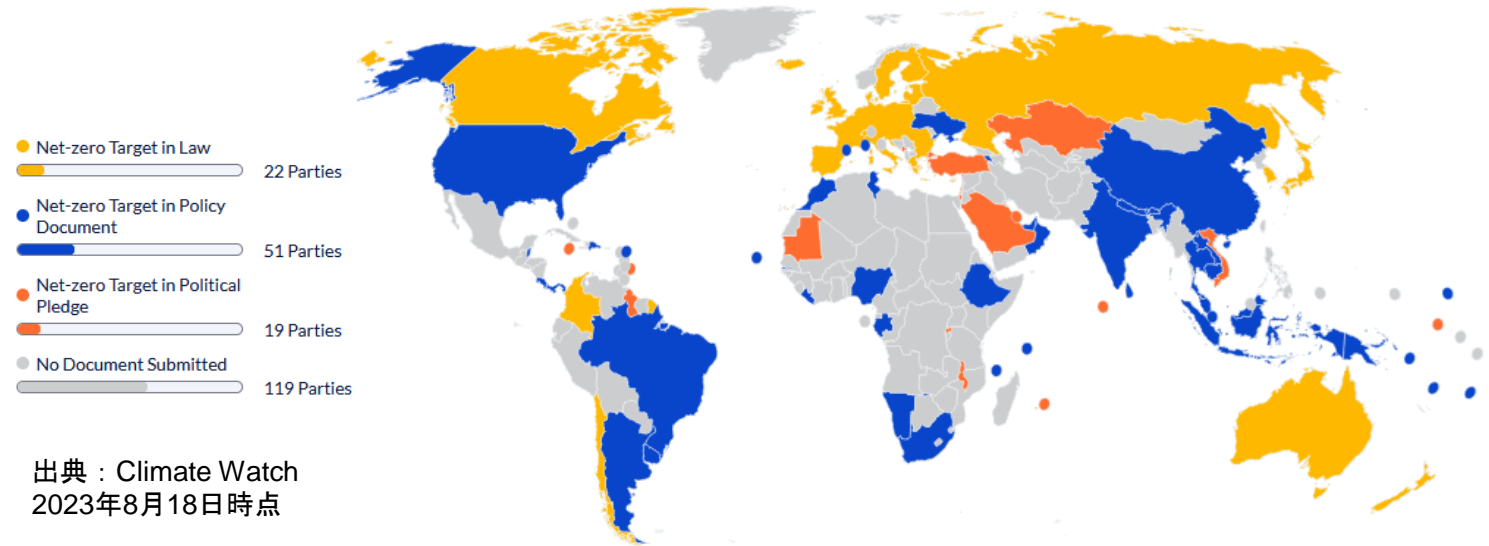 Net-zero Target in Law
22 Parties
Net-zero Target in Policy
Document
51 Parties
Net-zero Target in Political
Pledge
19 Parties
No Document Submitted
119 Parties
出典：Climate Watch
2023年8月18日時点